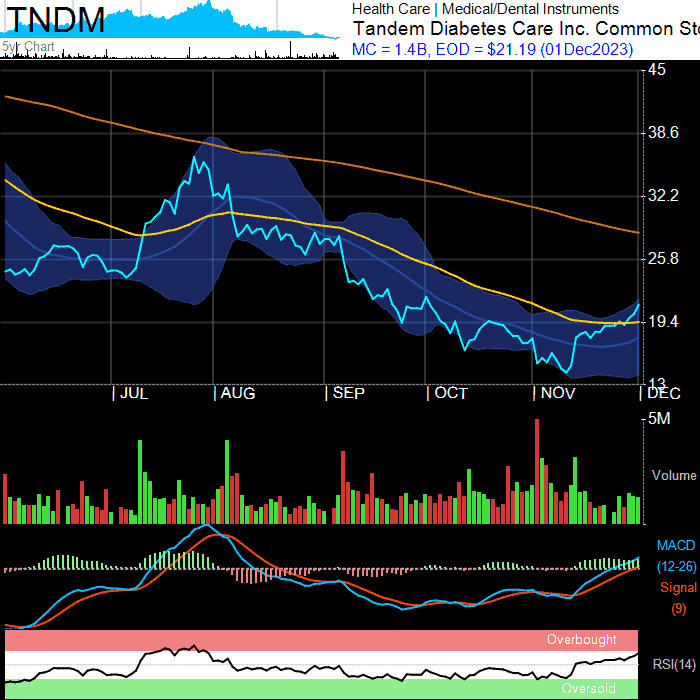 TNDM
5yr Chart
Health Care | Medical/Dental Instruments
Tandem Diabetes Care Inc. Common Sto
MC = 1.4B, EOD = $21.19 (01Dec2023)
45
38.6
32.2
25.8
19.4
13
JUL AUG SEP OCT NOV DEC
5M
Volume
MACD
(12-26)
Signal
(9)
Overbought
RSI(14)
Oversold